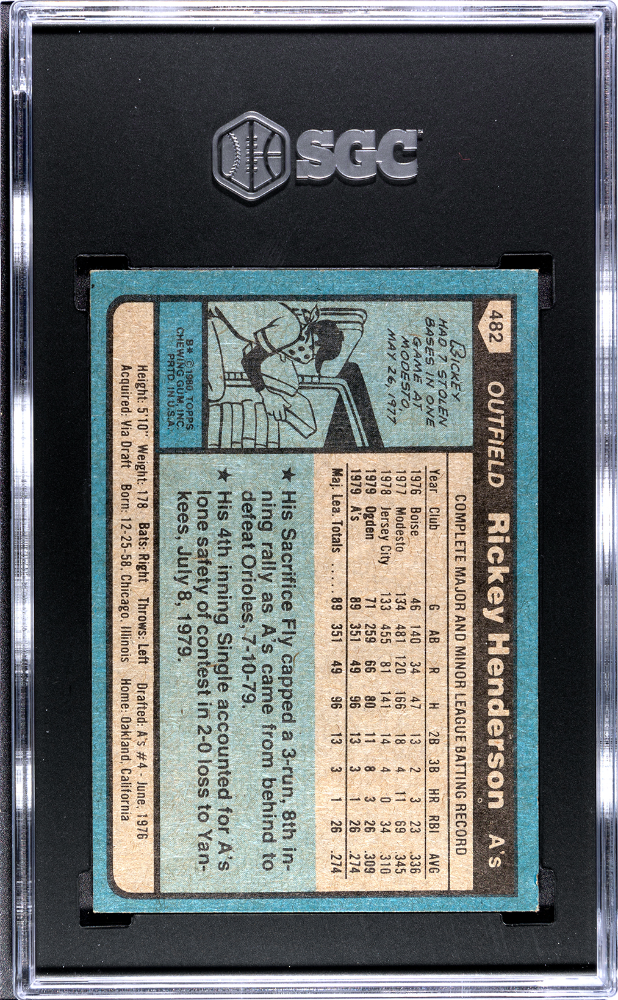 SGC
482 OUTFIELD Rickey Henderson A's
RICKEY
HAD 7 STOLEN
BASES IN ONE
GAME AT
MODESTO
MAY 26, 1977
B* © 1980 TOPPS
CHEWING GUM, INC.
PRTD. IN U.S.A.
COMPLETE MAJOR AND MINOR LEAGUE BATTING RECORD
Year Club G AB R H 2B 3B HR RBI AVG
1976 Boise 46 140 34 47 13 2 3 23 .336
1977 Modesto 134 481 120 166 18 4 11 69 .345
1978 Jersey City 133 455 81 141 14 4 0 34 .310
1979 Ogden 71 259 66 80 11 8 3 26 .309
1979 A's 89 351 49 96 13 3 1 26 .274
Maj. Lea. Totals ..... 89 351 49 96 13 3 1 26 .274
★ His Sacrifice Fly capped a 3-run, 8th in-
ning rally as A's came from behind to
defeat Orioles, 7-10-79.
★ His 4th inning Single accounted for A's
lone safety of contest in 2-0 loss to Yan-
kees, July 8, 1979.
Height: 5'10" Weight: 178 Bats: Right Throws: Left Drafted: A's #4 - June, 1976
Acquired: Via Draft Born: 12-25-58, Chicago, Illinois Home: Oakland, California